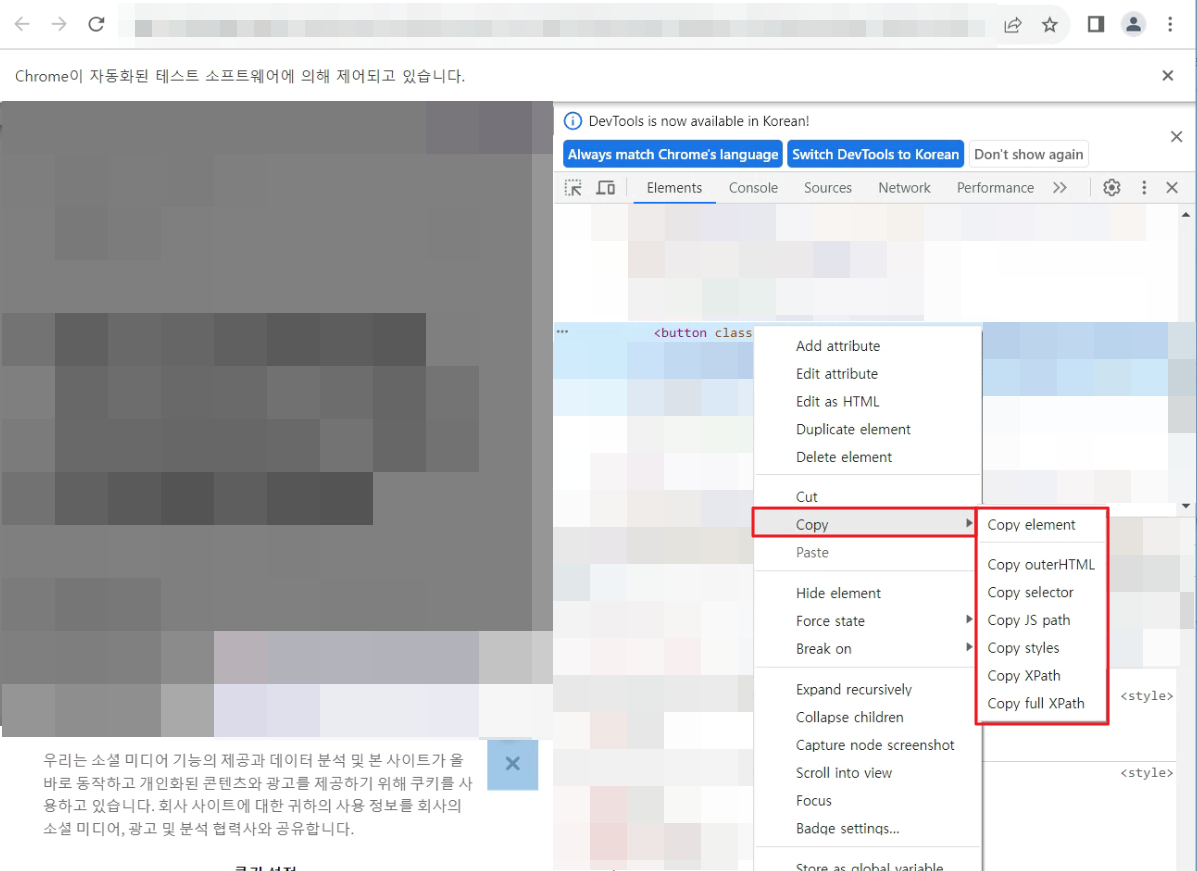 Chrome이 자동화된 테스트 소프트웨어에 의해 제어되고 있습니다.
DevTools is now available in Korean!
Always match Chrome's language
Switch DevTools to Korean
Don't show again
Elements
Console
Sources
Network
Performance
<button class
Add attribute
Edit attribute
Edit as HTML
Duplicate element
Delete element
Cut
Copy
Paste
Hide element
Force state
Break on
Expand recursively
Collapse children
Capture node screenshot
Scroll into view
Focus
Badge settings...
Store as global variable
Copy element
Copy outerHTML
Copy selector
Copy JS path
Copy styles
Copy XPath
Copy full XPath
<style>
<style>
우리는 소셜 미디어 기능의 제공과 데이터 분석 및 본 사이트가 올
바로 동작하고 개인화된 콘텐츠와 광고를 제공하기 위해 쿠키를 사
용하고 있습니다. 회사 사이트에 대한 귀하의 사용 정보를 회사의
소셜 미디어, 광고 및 분석 협력사와 공유합니다.